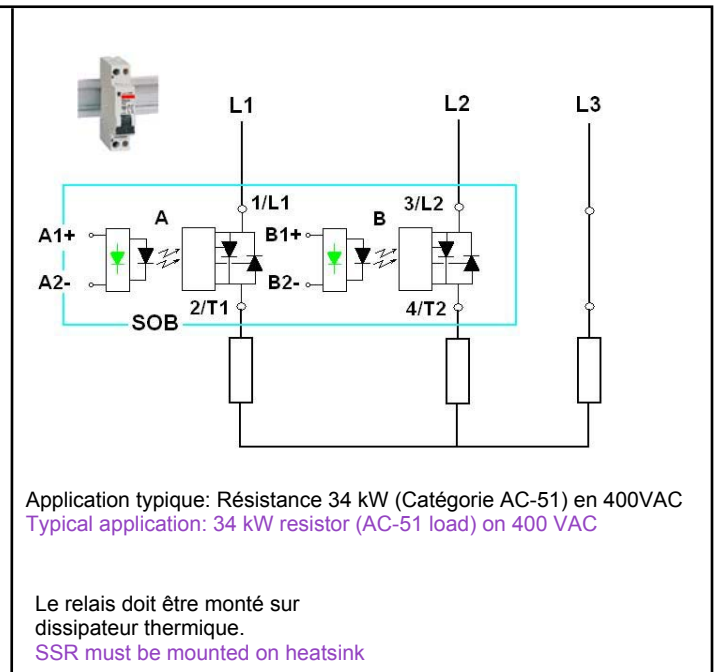 L1 L2 L3
1/L1 3/L2
A B
A1+ B1+
A2- B2-
2/T1 4/T2
SOB
Application typique: Résistance 34 kW (Catégorie AC-51) en 400VAC
Typical application: 34 kW resistor (AC-51 load) on 400 VAC
Le relais doit être monté sur
dissipateur thermique.
SSR must be mounted on heatsink